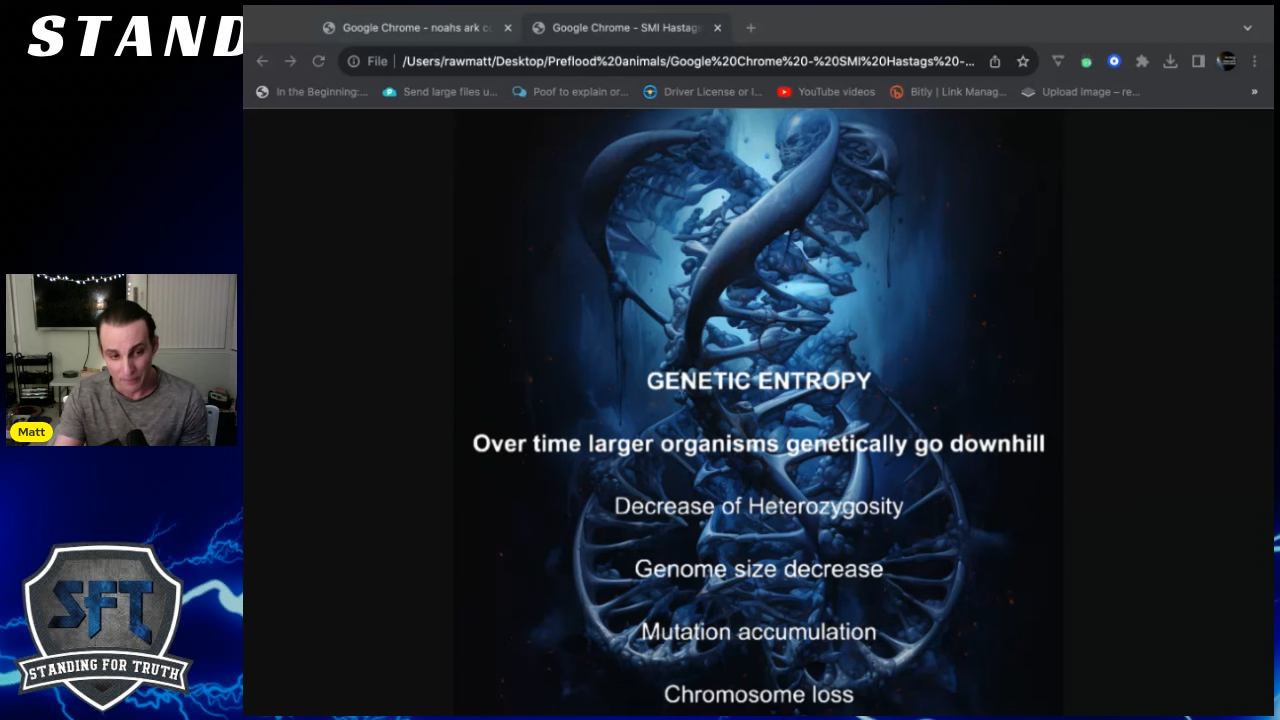 STAND
Google Chrome - noahs ark c
Google Chrome - SMI Hastags
File
/Users/rawmatt/Desktop/Preflood%20animals/Google%20Chrome%20-%20SMI%20Hastags%20-...
In the Beginning:...
Send large files u...
Poof to explain or...
Driver License or I...
YouTube videos
Bitly | Link Manag...
Upload image – re...
»
GENETIC ENTROPY
Over time larger organisms genetically go downhill
Decrease of Heterozygosity
Genome size decrease
Mutation accumulation
Chromosome loss
Matt
SFT
STANDING FOR TRUTH